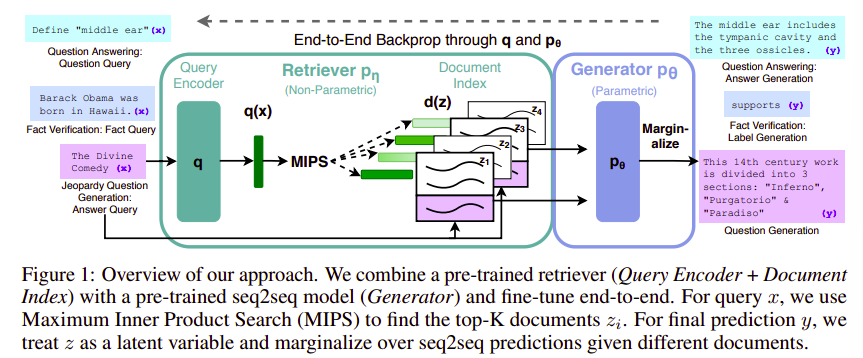 Define "middle ear" (x)
Question Answering:
Question Query
Barack Obama was
born in Hawaii. (x)
Fact Verification: Fact Query
The Divine
Comedy (x)
Jeopardy Question
Generation:
Answer Query
End-to-End Backprop through q and pθ
Query
Encoder
q
q(x)
Retriever pη
(Non-Parametric)
MIPS
Document
Index
d(z)
z4
z3
z2
z1
Generator pθ
(Parametric)
pθ
Margin-
alize
The middle ear includes
the tympanic cavity and
the three ossicles. (y)
Question Answering:
Answer Generation
supports (y)
Fact Verification:
Label Generation
This 14th century work
is divided into 3
sections: "Inferno",
"Purgatorio" &
"Paradiso" (y)
Question Generation
Figure 1: Overview of our approach. We combine a pre-trained retriever (Query Encoder + Document
Index) with a pre-trained seq2seq model (Generator) and fine-tune end-to-end. For query x, we use
Maximum Inner Product Search (MIPS) to find the top-K documents zi. For final prediction y, we
treat z as a latent variable and marginalize over seq2seq predictions given different documents.